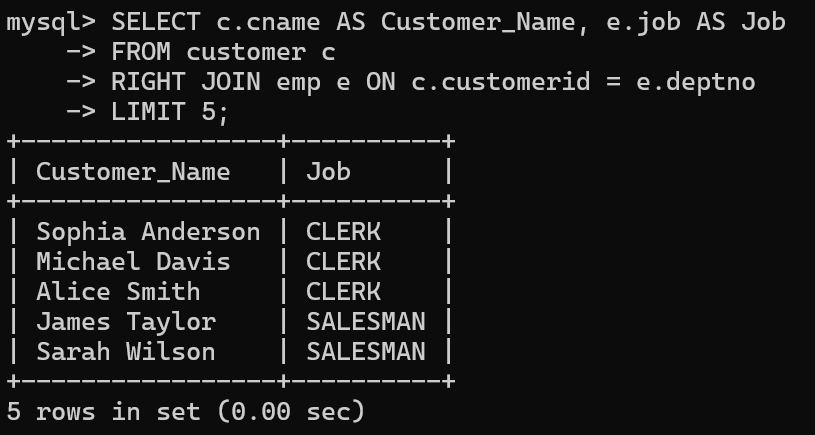 mysql> SELECT c.cname AS Customer_Name, e.job AS Job
    -> FROM customer c
    -> RIGHT JOIN emp e ON c.customerid = e.deptno
    -> LIMIT 5;
+-----------------+----------+
| Customer_Name   | Job      |
+-----------------+----------+
| Sophia Anderson | CLERK    |
| Michael Davis   | CLERK    |
| Alice Smith     | CLERK    |
| James Taylor    | SALESMAN |
| Sarah Wilson    | SALESMAN |
+-----------------+----------+
5 rows in set (0.00 sec)